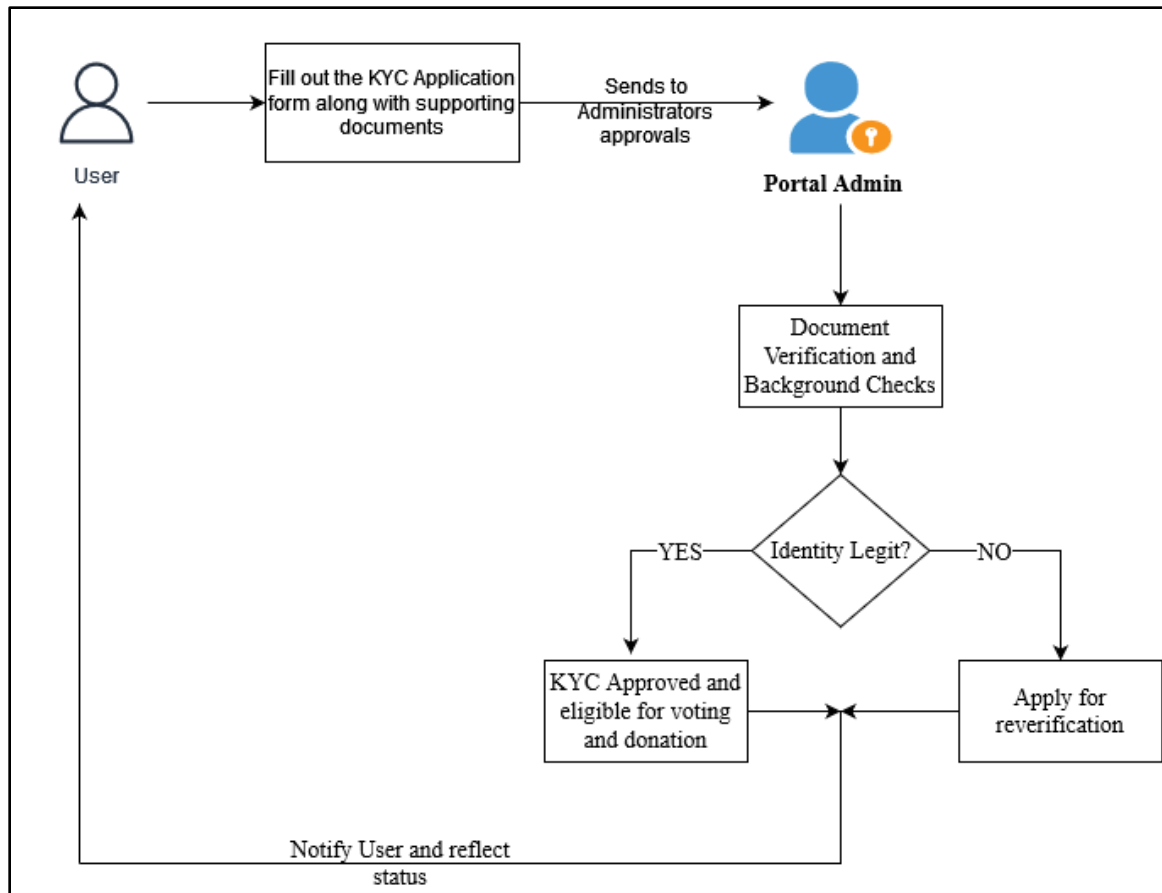 Fill out the KYC Application
form along with supporting
documents
Sends to
Administrators
approvals
User
Portal Admin
Document
Verification and
Background Checks
Identity Legit?
YES
NO
KYC Approved and
eligible for voting
and donation
Apply for
reverification
Notify User and reflect
status